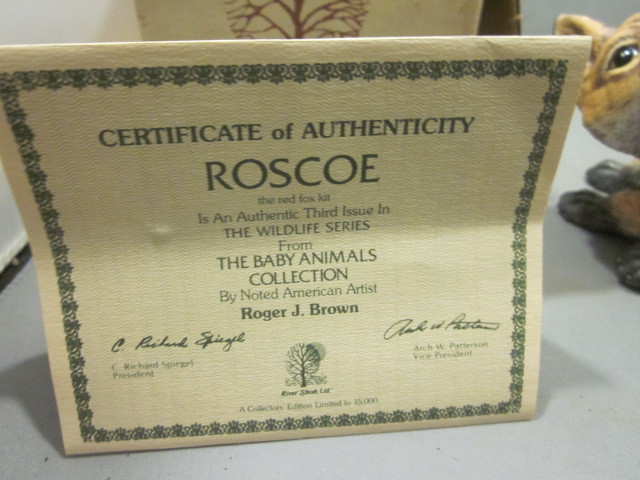 CERTIFICATE of AUTHENTICITY
ROSCOE
the red fox kit
Is An Authentic Third Issue In
THE WILDLIFE SERIES
From
THE BABY ANIMALS
COLLECTION
By Noted American Artist
Roger J. Brown
C. Richard Spiegel
Arch W. Patterson
C. Richard Spiegel
President
Arch W. Patterson
Vice President
River Shore, Ltd.
A Collectors' Edition Limited to 15,000